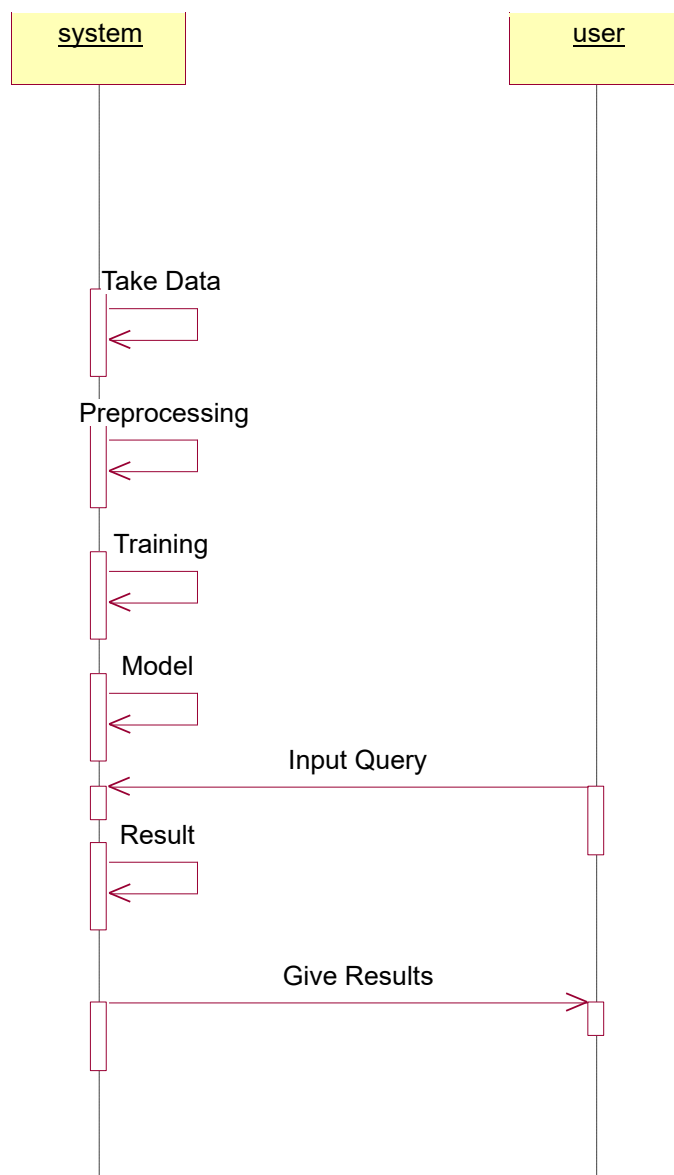 system
user
Take Data
Preprocessing
Training
Model
Input Query
Result
Give Results